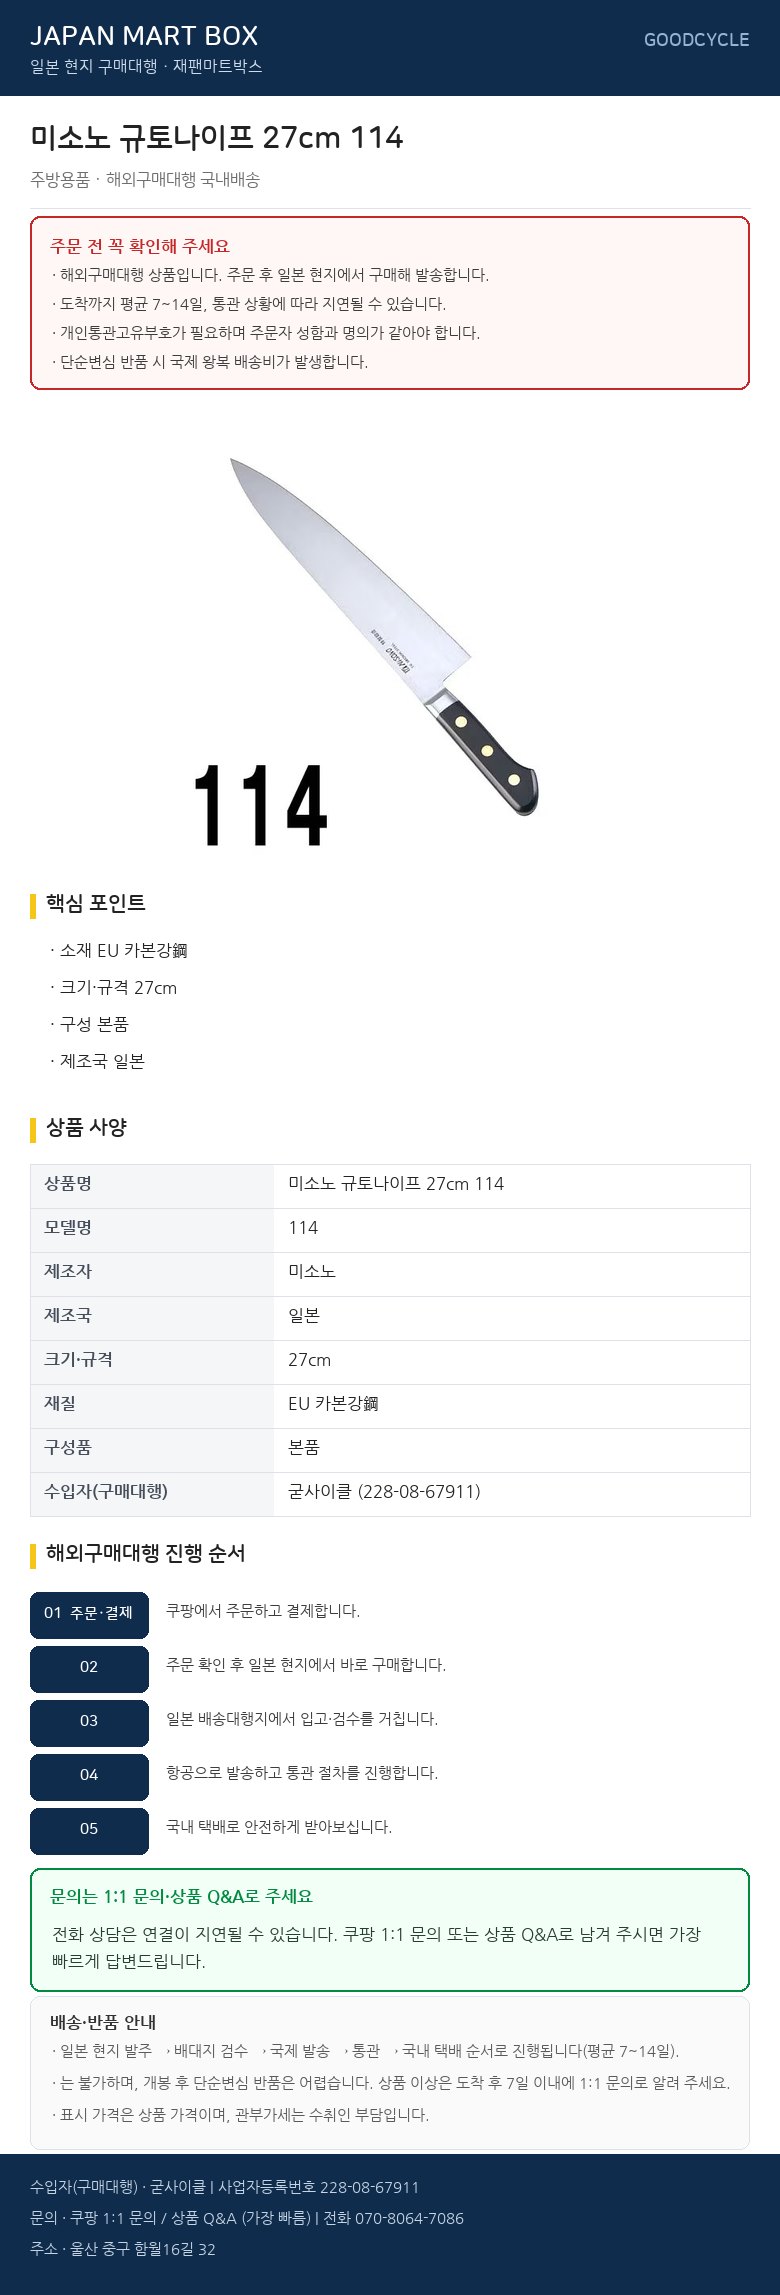 JAPAN MART BOX
GOODCYCLE
일본 현지 구매대행 · 재팬마트박스
미소노 규토나이프 27cm 114
주방용품 · 해외구매대행 국내배송
주문 전 꼭 확인해 주세요
· 해외구매대행 상품입니다. 주문 후 일본 현지에서 구매해 발송합니다.
· 도착까지 평균 7~14일, 통관 상황에 따라 지연될 수 있습니다.
· 개인통관고유부호가 필요하며 주문자 성함과 명의가 같아야 합니다.
· 단순변심 반품 시 국제 왕복 배송비가 발생합니다.
MISONO
114
핵심 포인트
· 소재 EU 카본강鋼
· 크기·규격 27cm
· 구성 본품
· 제조국 일본
상품 사양
상품명 미소노 규토나이프 27cm 114
모델명 114
제조자 미소노
제조국 일본
크기·규격 27cm
재질 EU 카본강鋼
구성품 본품
수입자(구매대행) 굳사이클 (228-08-67911)
해외구매대행 진행 순서
01 주문·결제 쿠팡에서 주문하고 결제합니다.
02 주문 확인 후 일본 현지에서 바로 구매합니다.
03 일본 배송대행지에서 입고·검수를 거칩니다.
04 항공으로 발송하고 통관 절차를 진행합니다.
05 국내 택배로 안전하게 받아보십니다.
문의는 1:1 문의·상품 Q&A로 주세요
전화 상담은 연결이 지연될 수 있습니다. 쿠팡 1:1 문의 또는 상품 Q&A로 남겨 주시면 가장
빠르게 답변드립니다.
배송·반품 안내
· 일본 현지 발주 › 배대지 검수 › 국제 발송 › 통관 › 국내 택배 순서로 진행됩니다(평균 7~14일).
· 는 불가하며, 개봉 후 단순변심 반품은 어렵습니다. 상품 이상은 도착 후 7일 이내에 1:1 문의로 알려 주세요.
· 표시 가격은 상품 가격이며, 관부가세는 수취인 부담입니다.
수입자(구매대행) · 굳사이클 | 사업자등록번호 228-08-67911
문의 · 쿠팡 1:1 문의 / 상품 Q&A (가장 빠름) | 전화 070-8064-7086
주소 · 울산 중구 함월16길 32